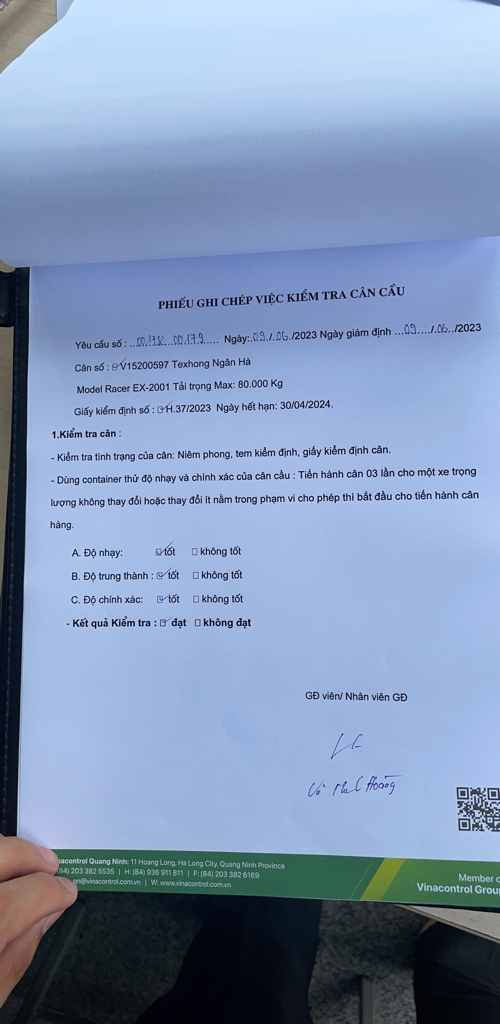 PHIẾU GHI CHÉP VIỆC KIỂM TRA CÂN CẦU
Yêu cầu số : ...00178...00179.... Ngày:.09./.06./2023 Ngày giám định ...09..../.06../2023
Cân số : ☑V15200597 Texhong Ngân Hà
Model Racer EX-2001 Tải trọng Max: 80.000 Kg
Giấy kiểm định số : ☑H.37/2023 Ngày hết hạn: 30/04/2024.
1.Kiểm tra cân :
- Kiểm tra tình trạng của cân: Niêm phong, tem kiểm định, giấy kiểm định cân.
- Dùng container thử độ nhạy và chính xác của cân cầu : Tiến hành cân 03 lần cho một xe trọng
lượng không thay đổi hoặc thay đổi ít nằm trong phạm vi cho phép thì bắt đầu cho tiến hành cân
hàng.
A. Độ nhạy: ☑ tốt ☐ không tốt
B. Độ trung thành : ☑ tốt ☐ không tốt
C. Độ chính xác: ☑ tốt ☐ không tốt
- Kết quả Kiểm tra : ☑ đạt ☐ không đạt
GĐ viên/ Nhân viên GĐ
Hoàng
nacontrol Quang Ninh: 11 Hoang Long, Ha Long City, Quang Ninh Province
84) 203 382 5535 | H: (84) 936 911 811 | F: (84) 203 382 6169
qn@vinacontrol.com.vn | W: www.vinacontrol.com.vn
Member o
Vinacontrol Group